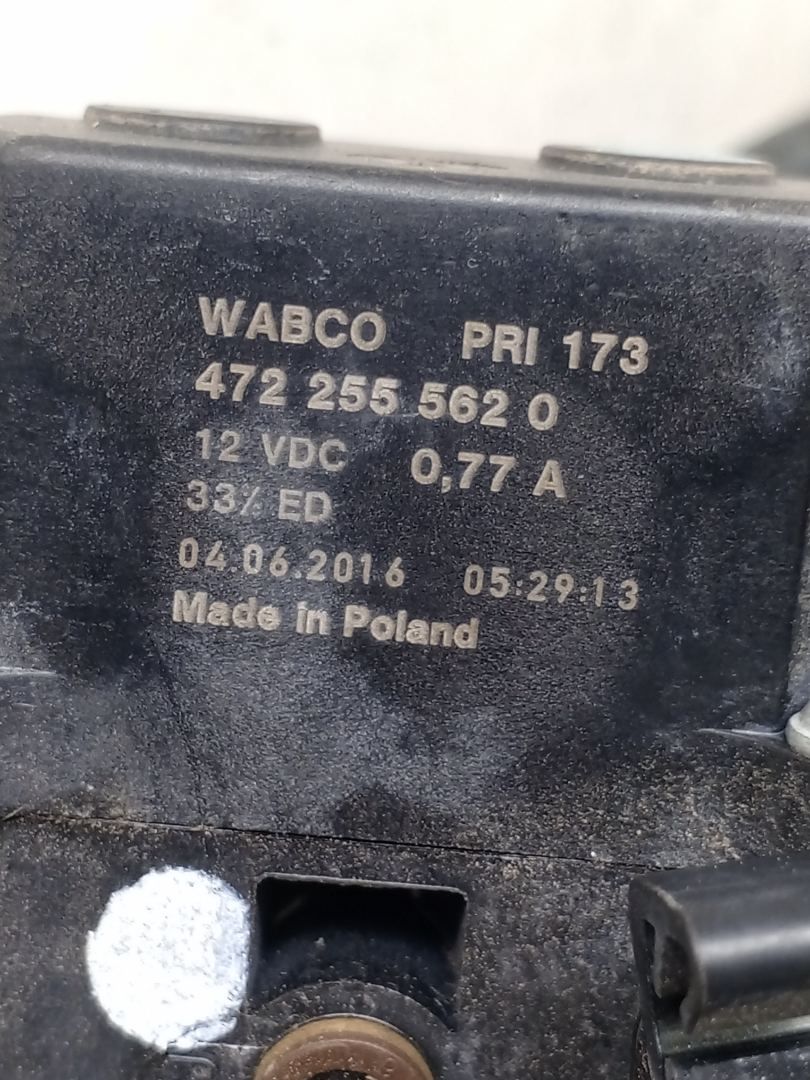 WABCO PRI 173
472 255 562 0
12 VDC 0,77 A
33% ED
04.06.2016 05:29:13
Made in Poland